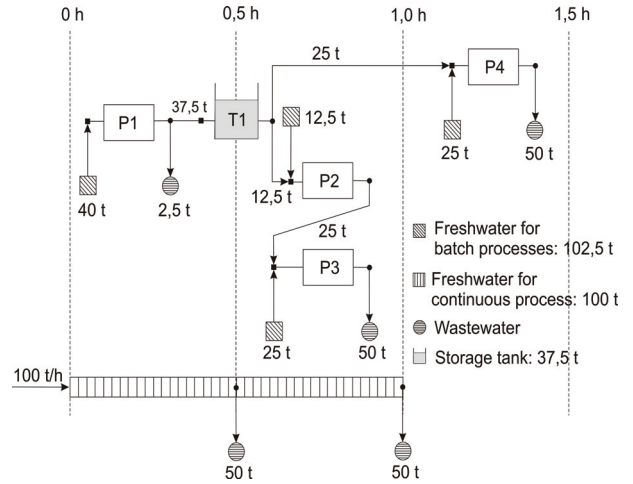 0 h 0,5 h 1,0 h 1,5 h
25 t
P4
37,5 t
P1
T1
12,5 t
25 t 50 t
40 t 2,5 t
12,5 t
P2
25 t
P3
25 t 50 t
Freshwater for
batch processes: 102,5 t
Freshwater for
continuous process: 100 t
Wastewater
Storage tank: 37,5 t
100 t/h
50 t 50 t